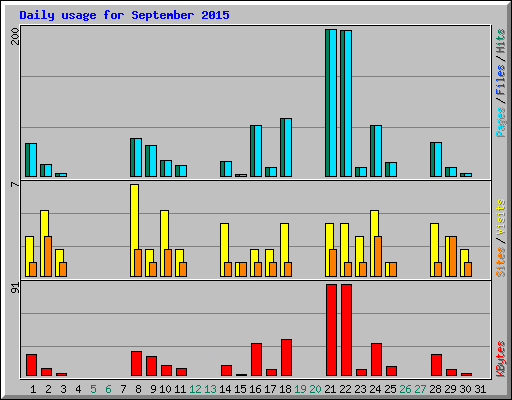 Daily usage for September 2015
200
Pages / Files / Hits
7
Sites / Visits
91
KBytes
1 2 3 4 5 6 7 8 9 10 11 12 13 14 15 16 17 18 19 20 21 22 23 24 25 26 27 28 29 30 31